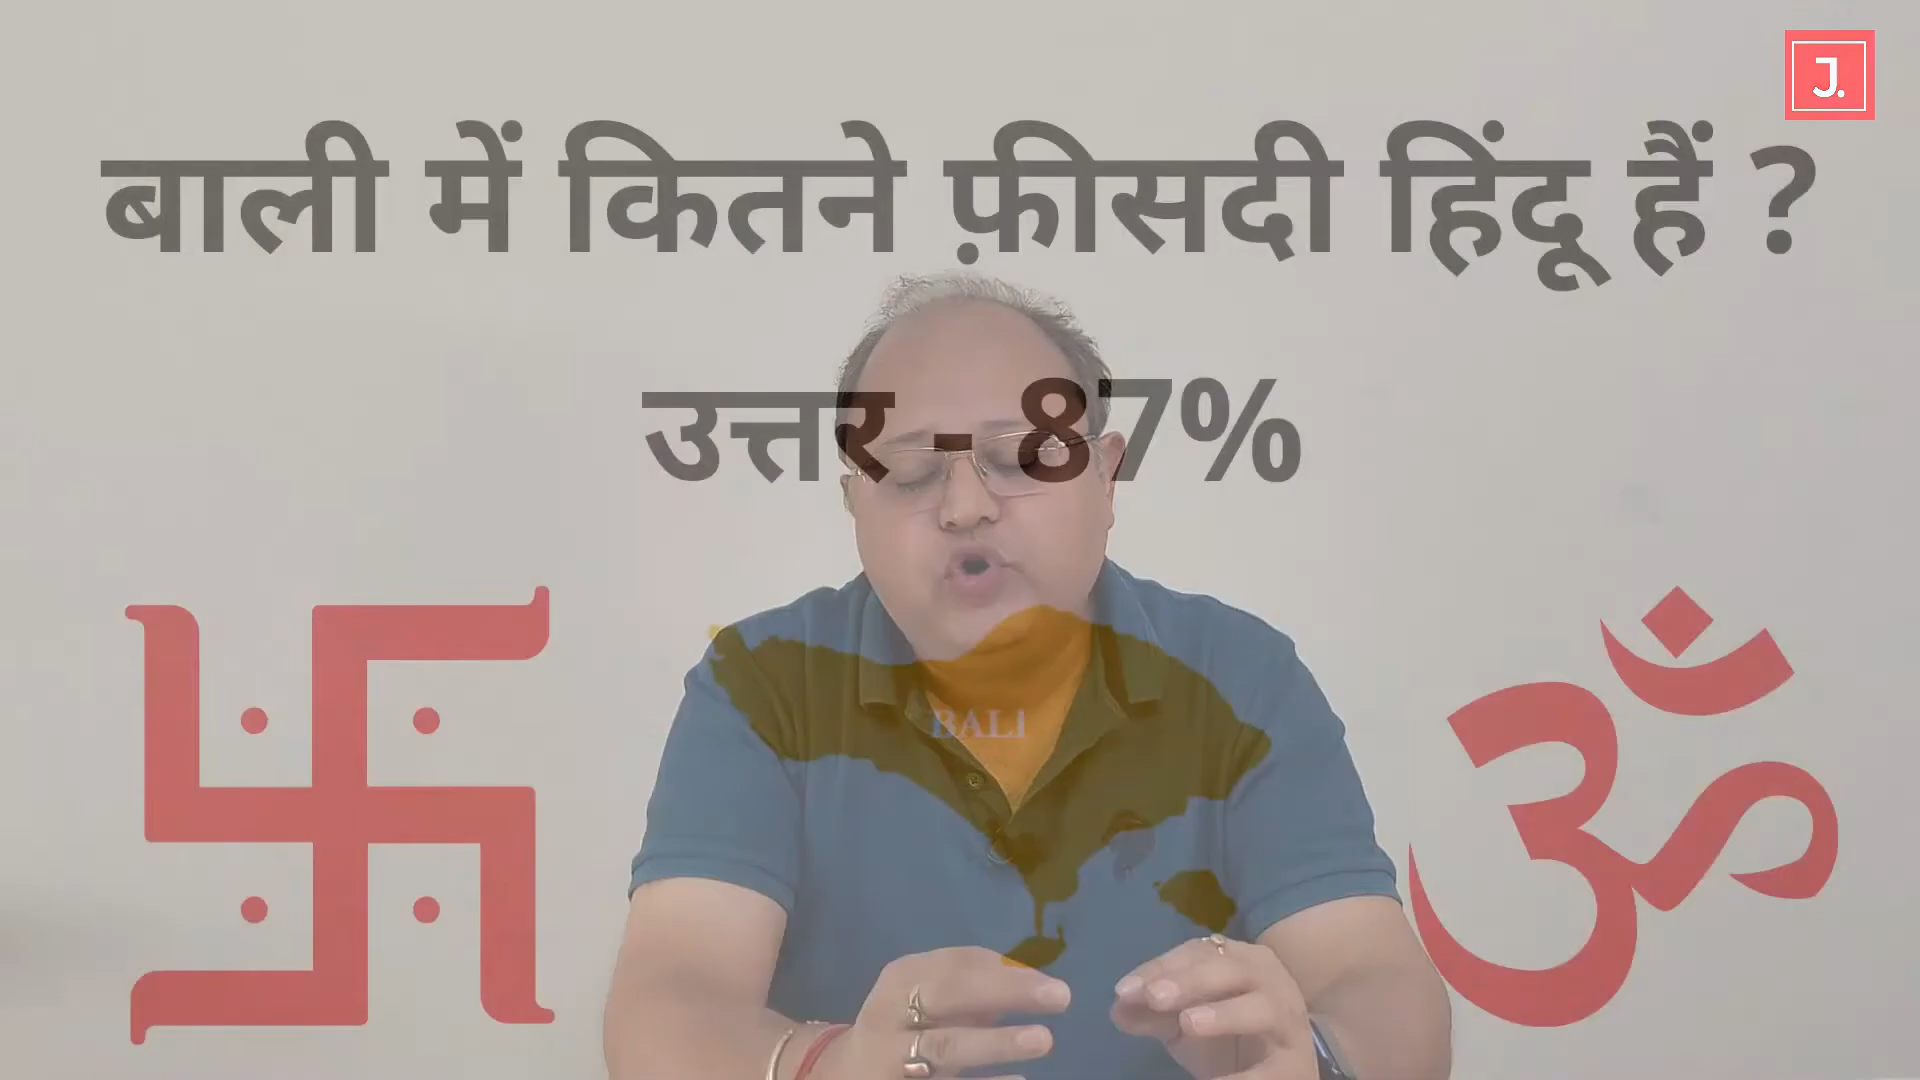 J.
बाली में कितने फ़ीसदी हिंदू हैं ?
उत्तर - 87%
BALI
ॐ